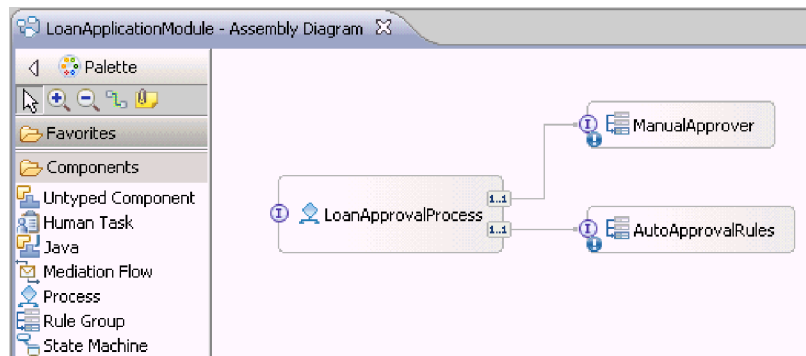 LoanApplicationModule - Assembly Diagram
Palette
Favorites
Components
Untyped Component
Human Task
Java
Mediation Flow
Process
Rule Group
State Machine
I ManualApprover
1..1
I LoanApprovalProcess
1..1
I AutoApprovalRules